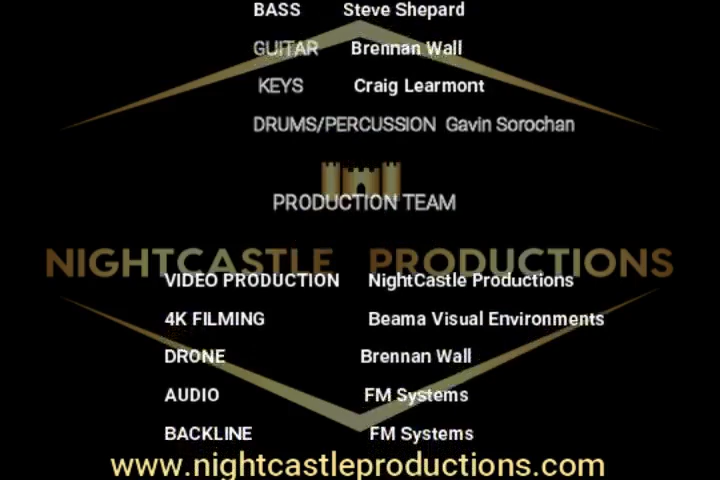 BASS Steve Shepard
GUITAR Brennan Wall
KEYS Craig Learmont
DRUMS/PERCUSSION Gavin Sorochan
PRODUCTION TEAM
NIGHTCASTLE PRODUCTIONS
VIDEO PRODUCTION NightCastle Productions
4K FILMING Beama Visual Environments
DRONE Brennan Wall
AUDIO FM Systems
BACKLINE FM Systems
www.nightcastleproductions.com